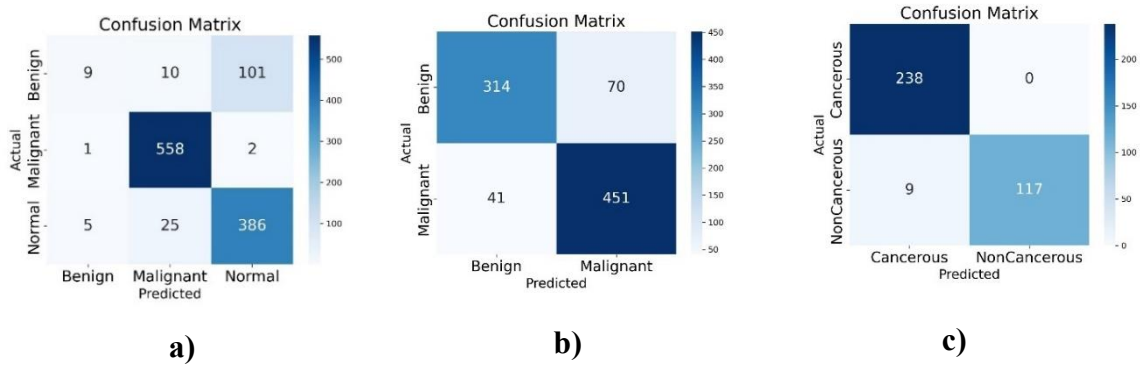 Confusion Matrix
Benign 9 10 101
Malignant 1 558 2
Normal 5 25 386
Actual
Benign Malignant Normal
Predicted
500
400
300
200
100
a)
Confusion Matrix
Benign 314 70
Malignant 41 451
Actual
Benign Malignant
Predicted
450
400
350
300
250
200
150
100
50
b)
Confusion Matrix
Cancerous 238 0
NonCancerous 9 117
Actual
Cancerous NonCancerous
Predicted
200
150
100
50
0
c)